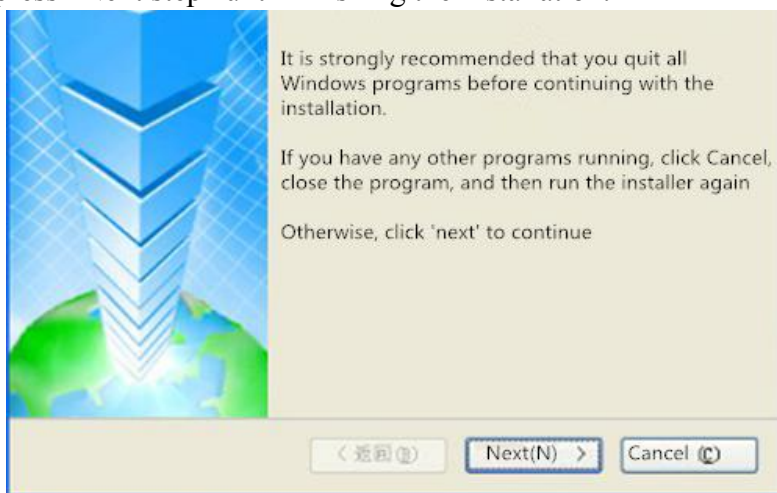 It is strongly recommended that you quit all
Windows programs before continuing with the
installation.
If you have any other programs running, click Cancel,
close the program, and then run the installer again
Otherwise, click 'next' to continue
< 返回(B)
Next(N) >
Cancel (C)